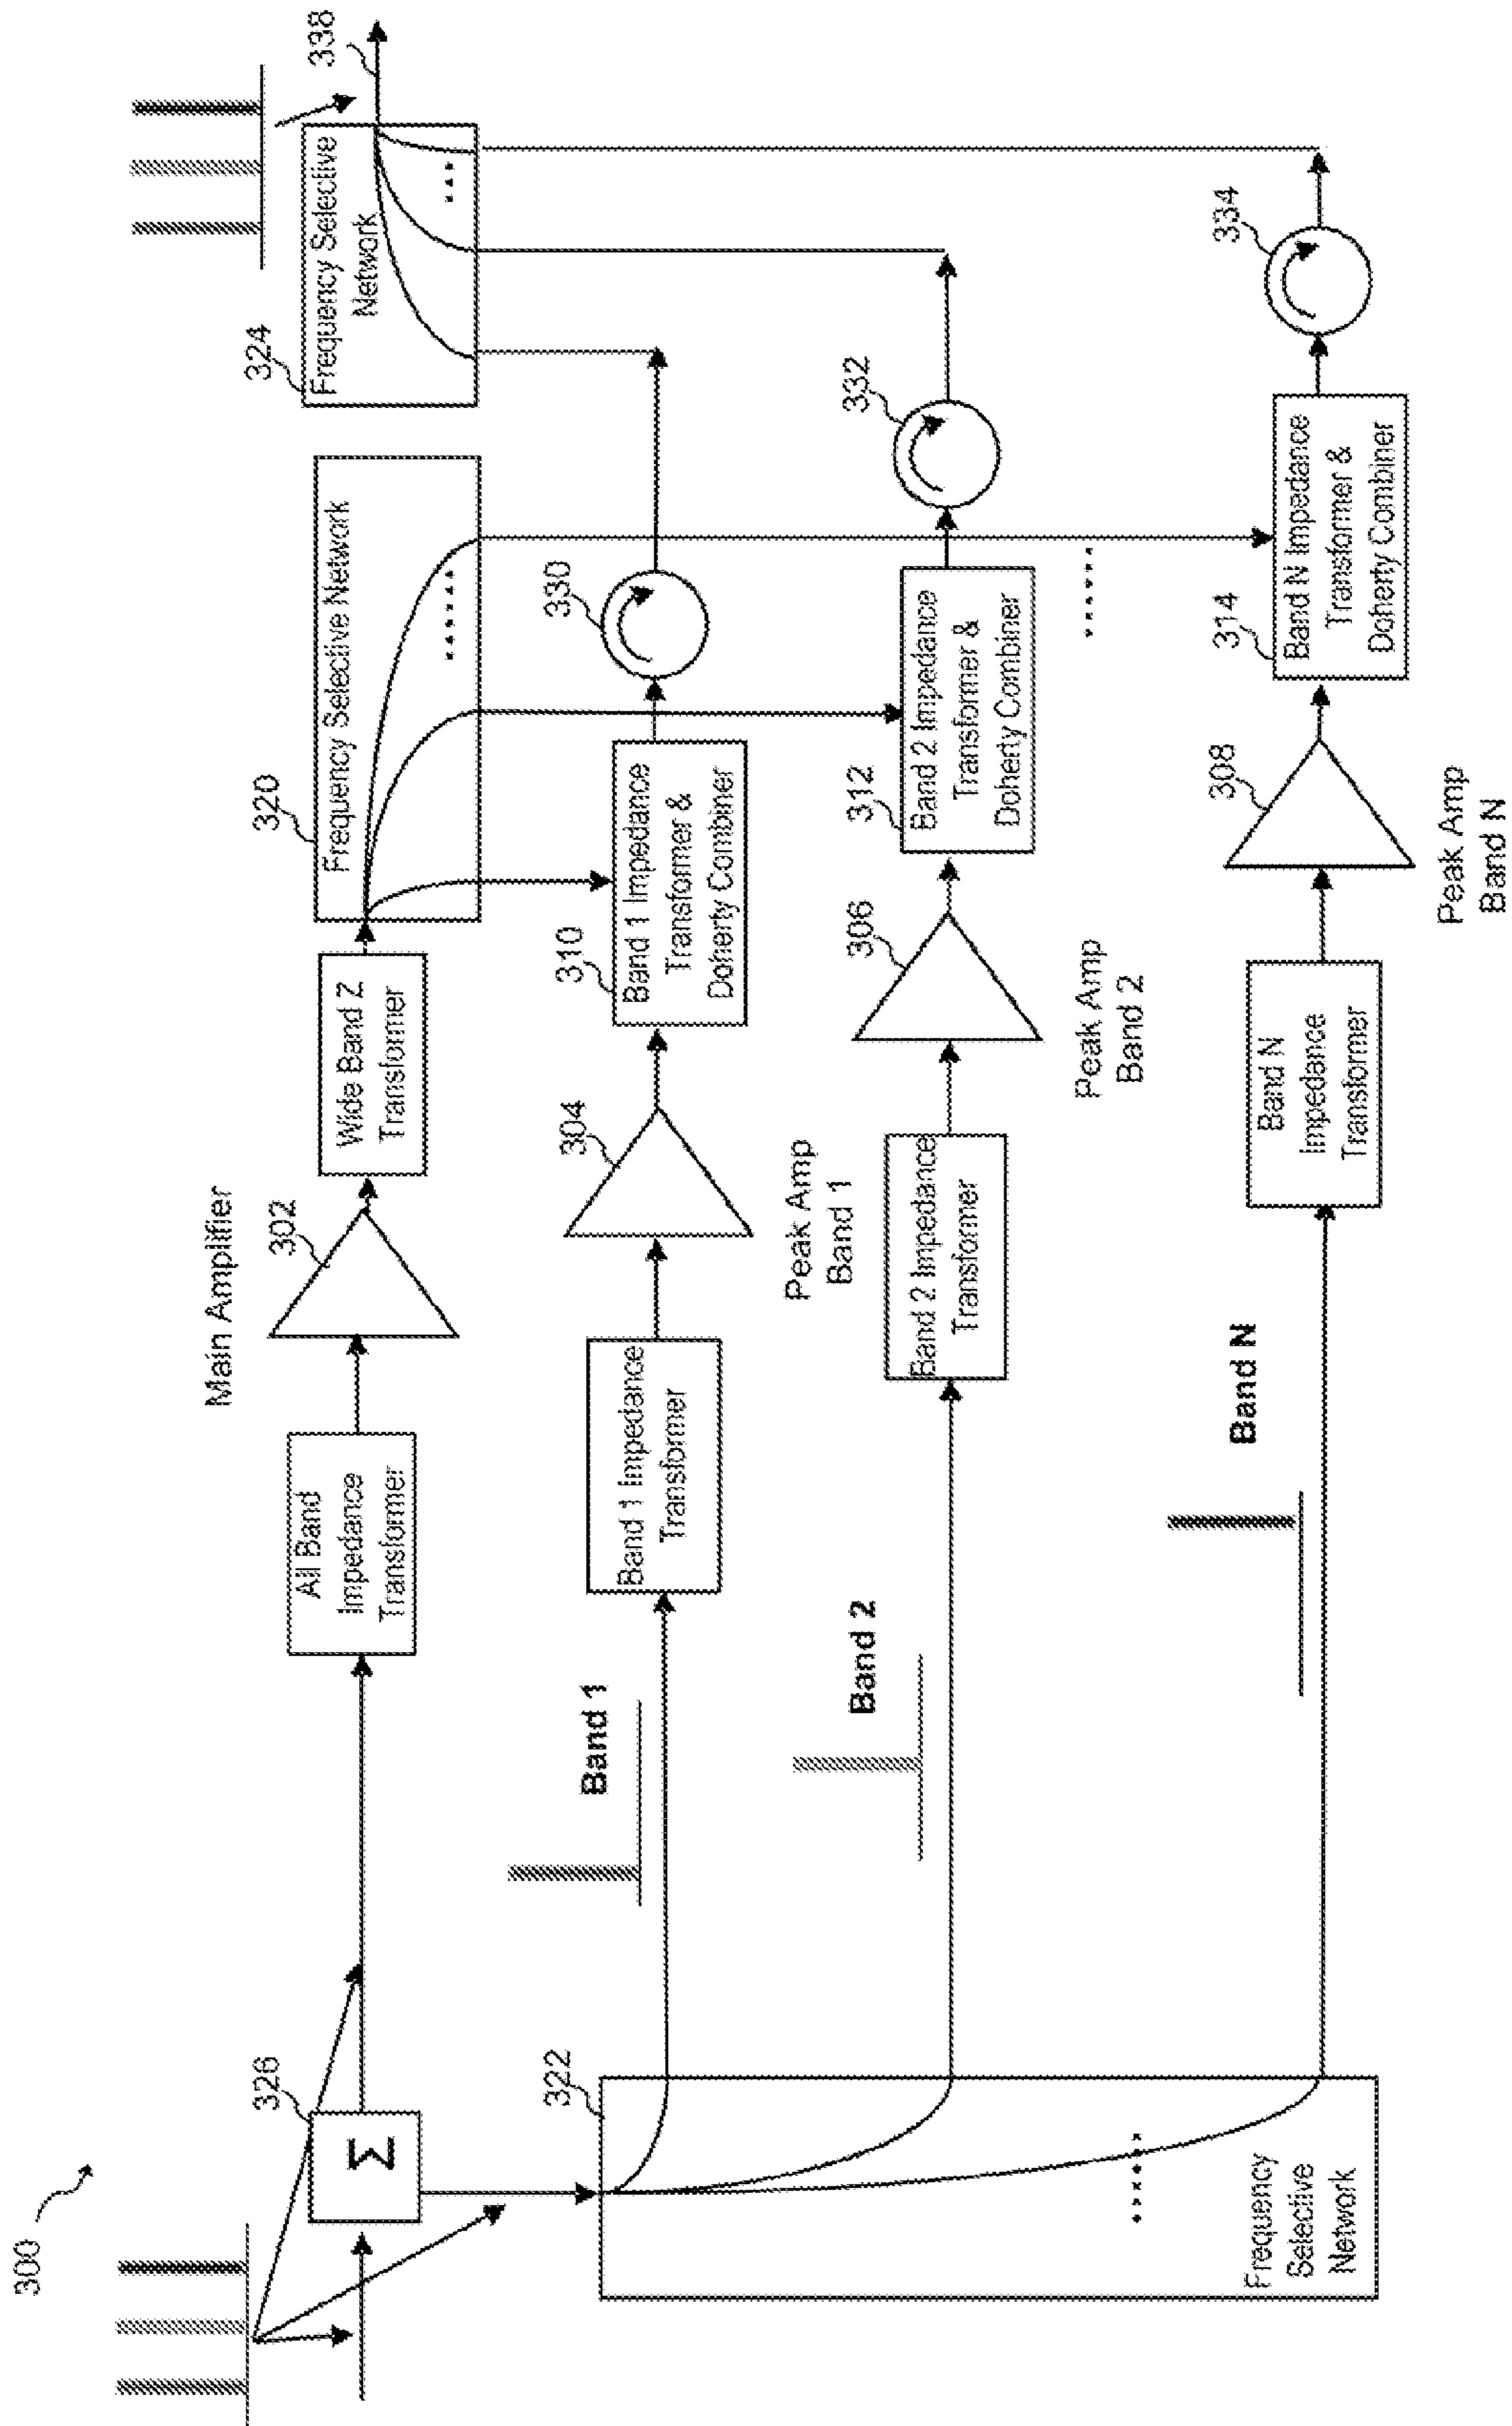 300
326
Σ
322
Frequency
Selective
Network
All Band
Impedance
Transformer
Main Amplifier
302
Wide Band Z
Transformer
320
Frequency Selective Network
324
Frequency Selective
Network
338
Band 1
Band 1 Impedance
Transformer
304
Peak Amp
Band 1
310
Band 1 Impedance
Transformer &
Doherty Combiner
330
Band 2
Band 2 Impedance
Transformer
306
Peak Amp
Band 2
312
Band 2 Impedance
Transformer &
Doherty Combiner
332
Band N
Band N
Impedance
Transformer
308
Peak Amp
Band N
314
Band N Impedance
Transformer &
Doherty Combiner
334